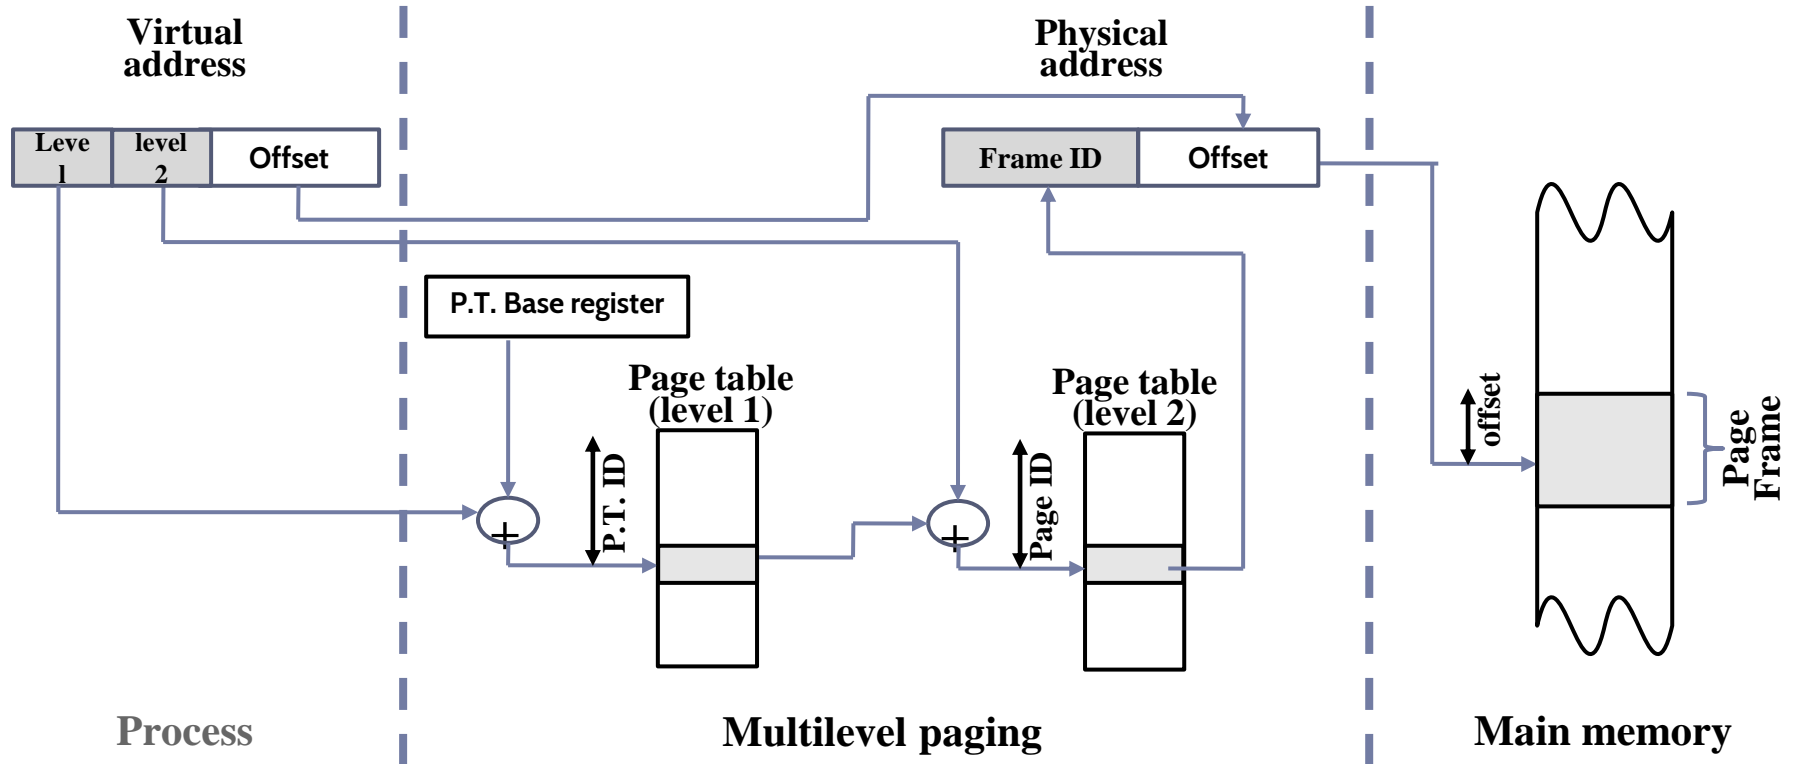 Virtual
address
Physical
address
Leve
l
level
2
Offset
Frame ID
Offset
P.T. Base register
Page table
(level 1)
Page table
(level 2)
+
P.T. ID
+
Page ID
offset
Page
Frame
Process
Multilevel paging
Main memory